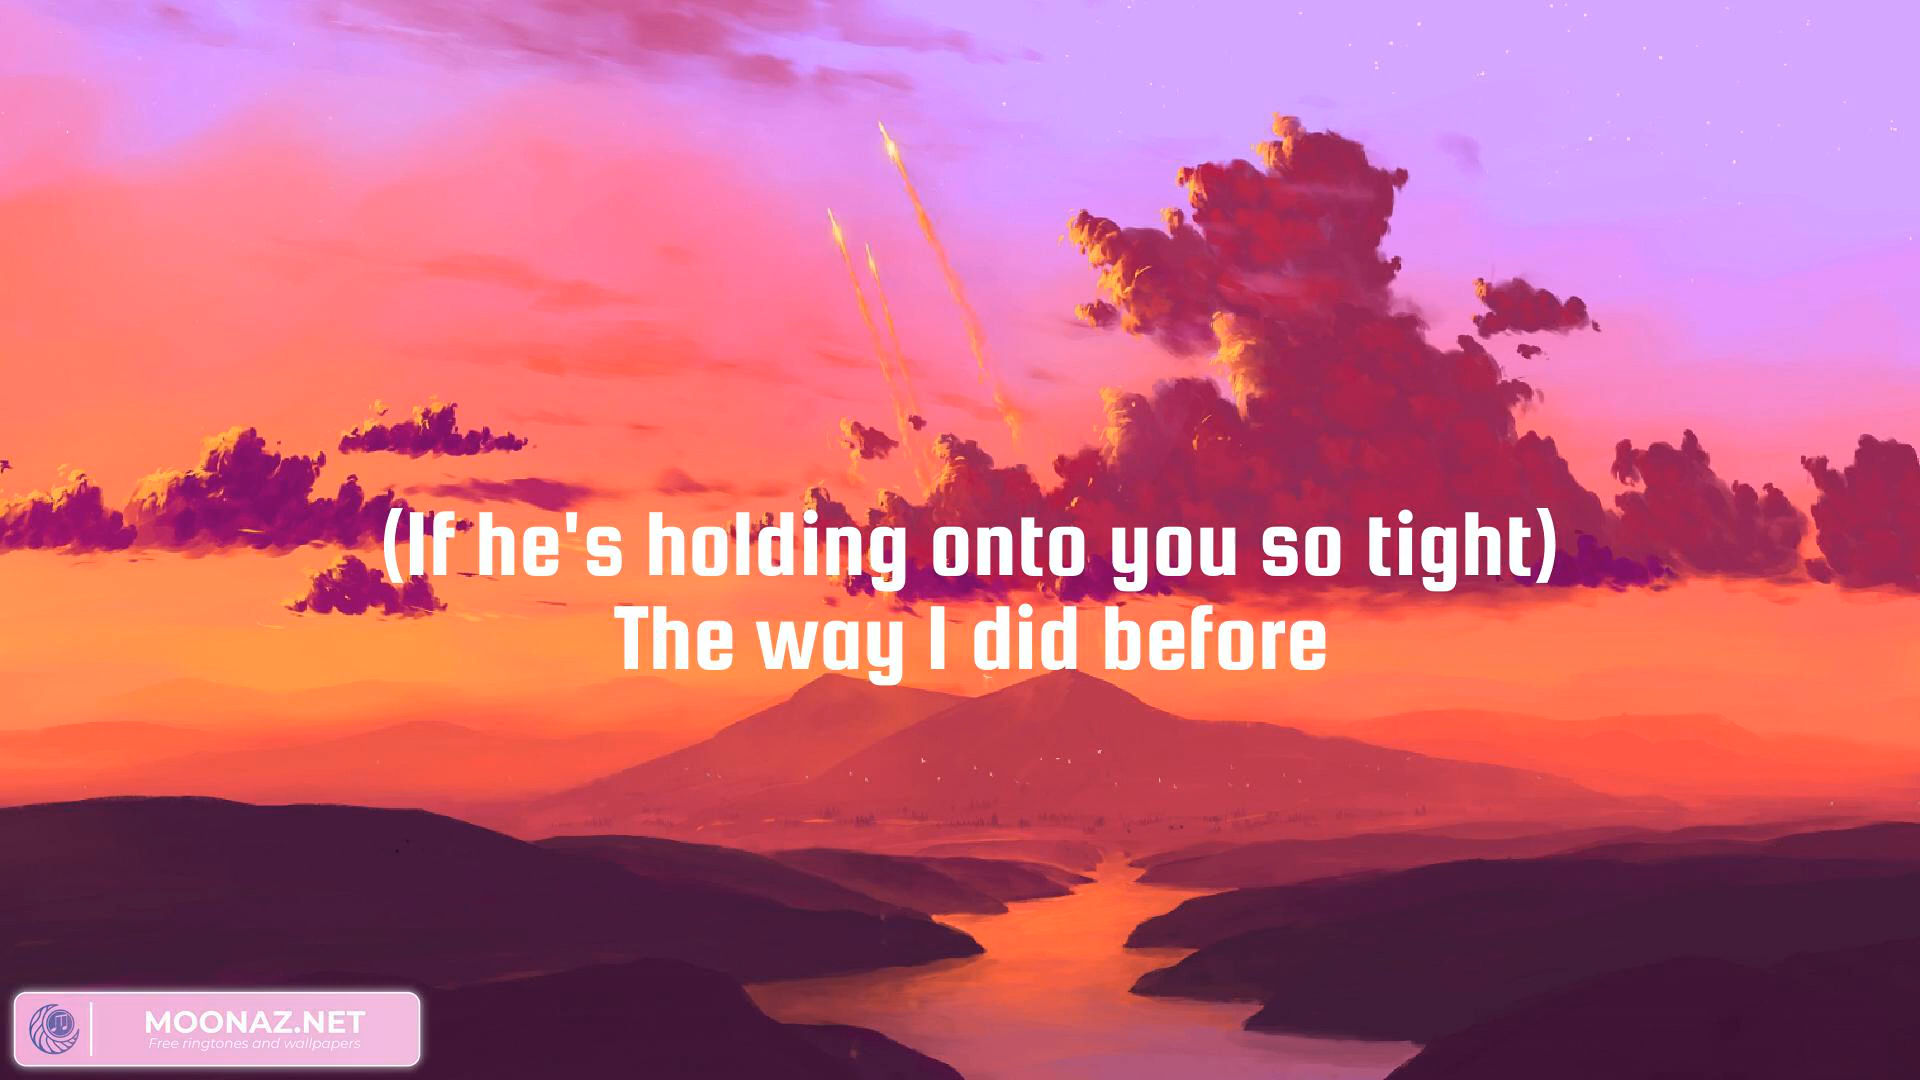 (If he's holding onto you so tight)
The way I did before
MOONAZ.NET
Free ringtones and wallpapers